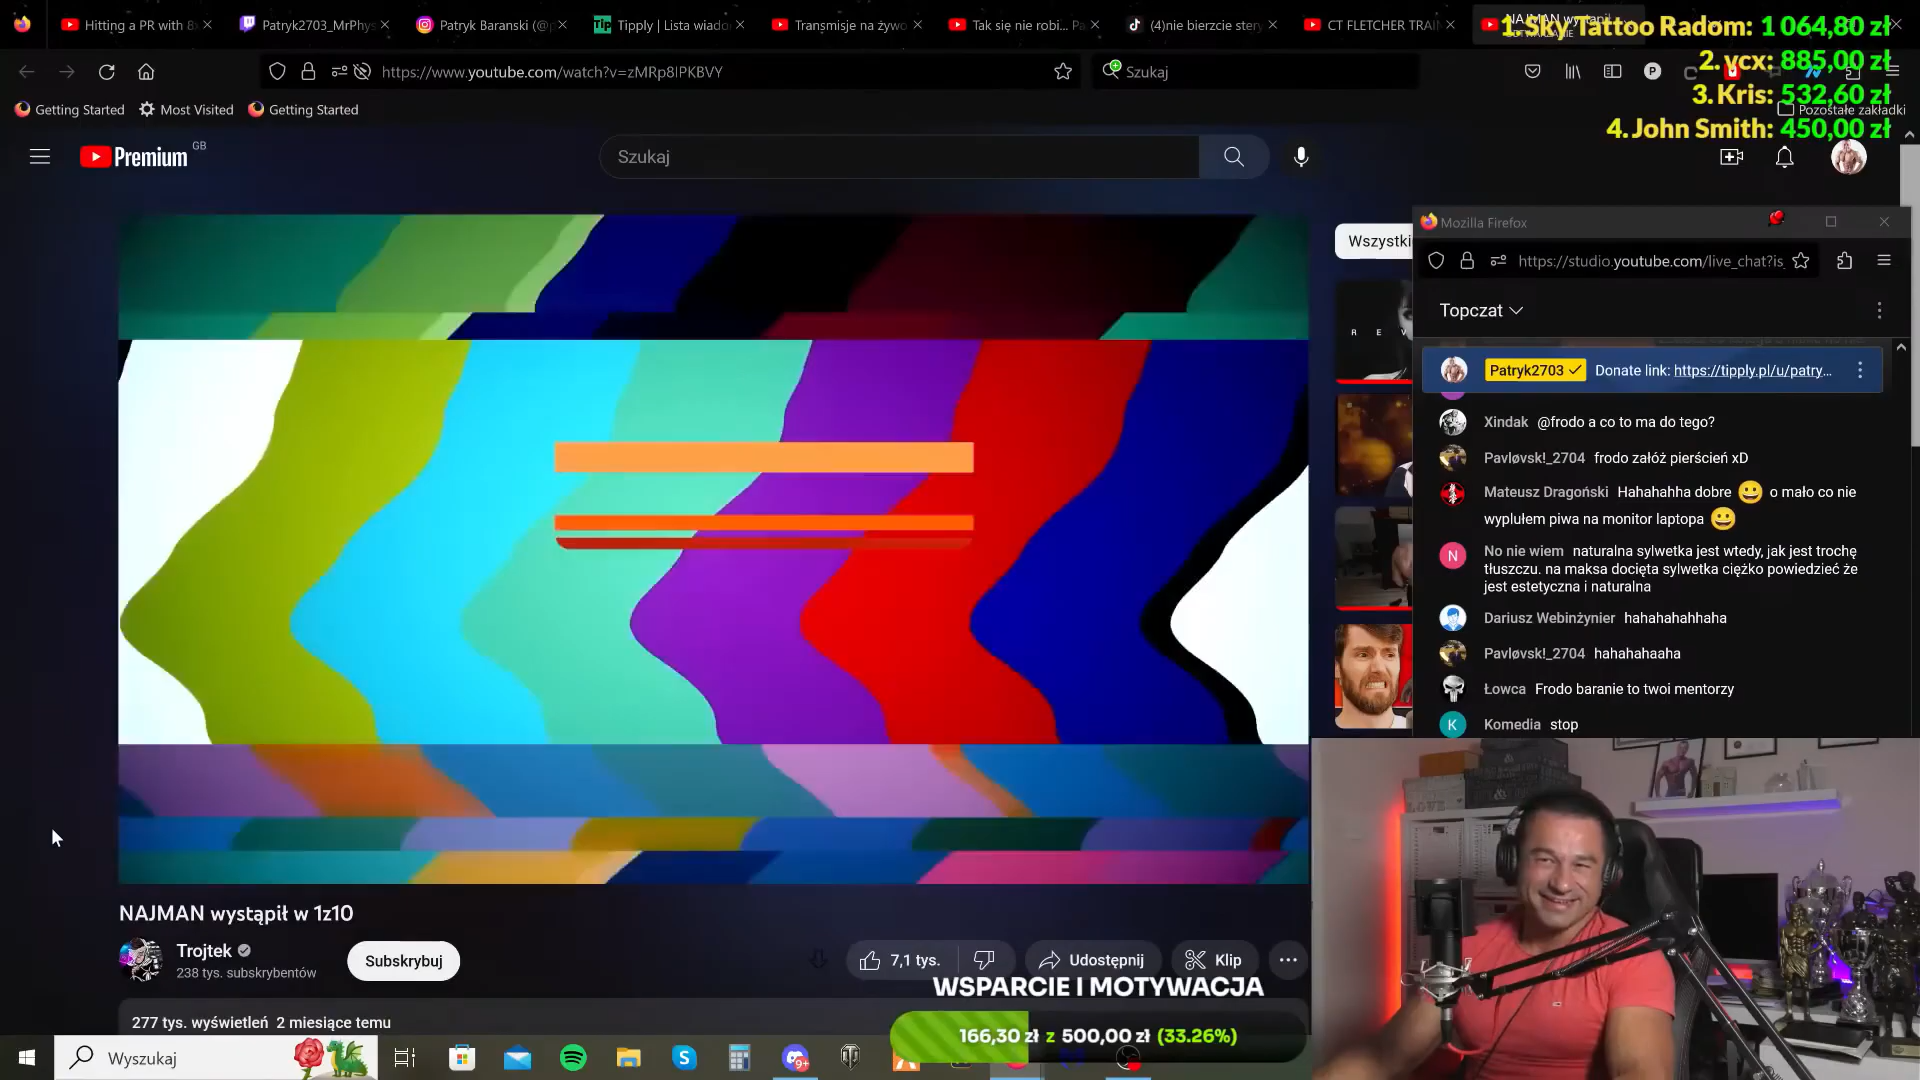 Hitting a PR with 8x
Patryk2703_MrPhys
Patryk Baranski (@p
Tipply | Lista wiado
Transmisje na żywo
Tak się nie robi... Pa
(4)nie bierzcie stery
CT FLETCHER TRAI
1. Sky Tattoo Radom: 1 064,80 zł
2. ycx: 885,00 zł
3. Kris: 532,60 zł
4. John Smith: 450,00 zł
https://www.youtube.com/watch?v=zMRp8IPKBVY
Szukaj
Getting Started
Most Visited
Getting Started
Pozostałe zakładki
Premium GB
Szukaj
Wszystki
Mozilla Firefox
https://studio.youtube.com/live_chat?is_
Topczat
Patryk2703 Donate link: https://tipply.pl/u/patry...
Xindak @frodo a co to ma do tego?
Pavløvsk!_2704 frodo załóż pierścień xD
Mateusz Dragoński Hahahahha dobre 😀 o mało co nie
wyplułem piwa na monitor laptopa 😀
No nie wiem naturalna sylwetka jest wtedy, jak jest trochę
tłuszczu. na maksa docięta sylwetka ciężko powiedzieć że
jest estetyczna i naturalna
Dariusz Webinżynier hahahahahhaha
Pavløvsk!_2704 hahahahaaha
Łowca Frodo baranie to twoi mentorzy
Komedia stop
NAJMAN wystąpił w 1z10
Trojtek
238 tys. subskrybentów
Subskrybuj
7,1 tys.
Udostępnij
Klip
WSPARCIE I MOTYWACJA
277 tys. wyświetleń 2 miesiące temu
166,30 zł z 500,00 zł (33.26%)
Wyszukaj